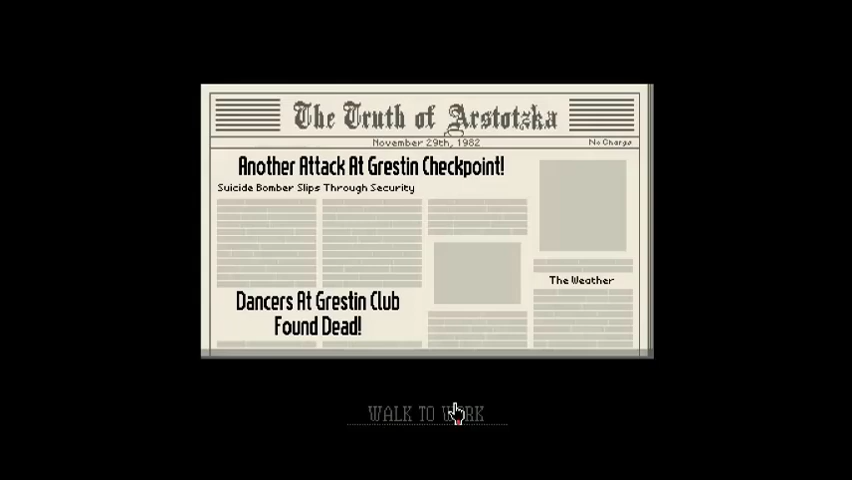 The Truth of Arstotzka
November 29th, 1982
No Charge
Another Attack At Grestin Checkpoint!
Suicide Bomber Slips Through Security
The Weather
Dancers At Grestin Club
Found Dead!
WALK TO WORK